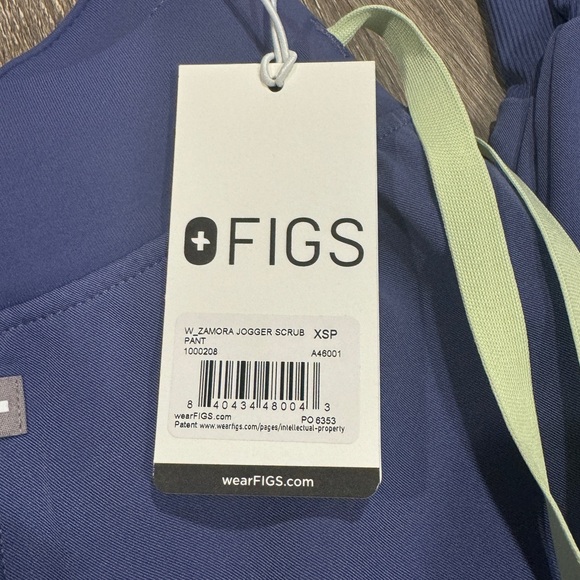 FIGS
W_ZAMORA JOGGER SCRUB XSP
PANT
1000208 A46001
8 40434 48004 3
wearFIGS.com PO 6353
Patent www.wearfigs.com/pages/intellectual-property
wearFIGS.com